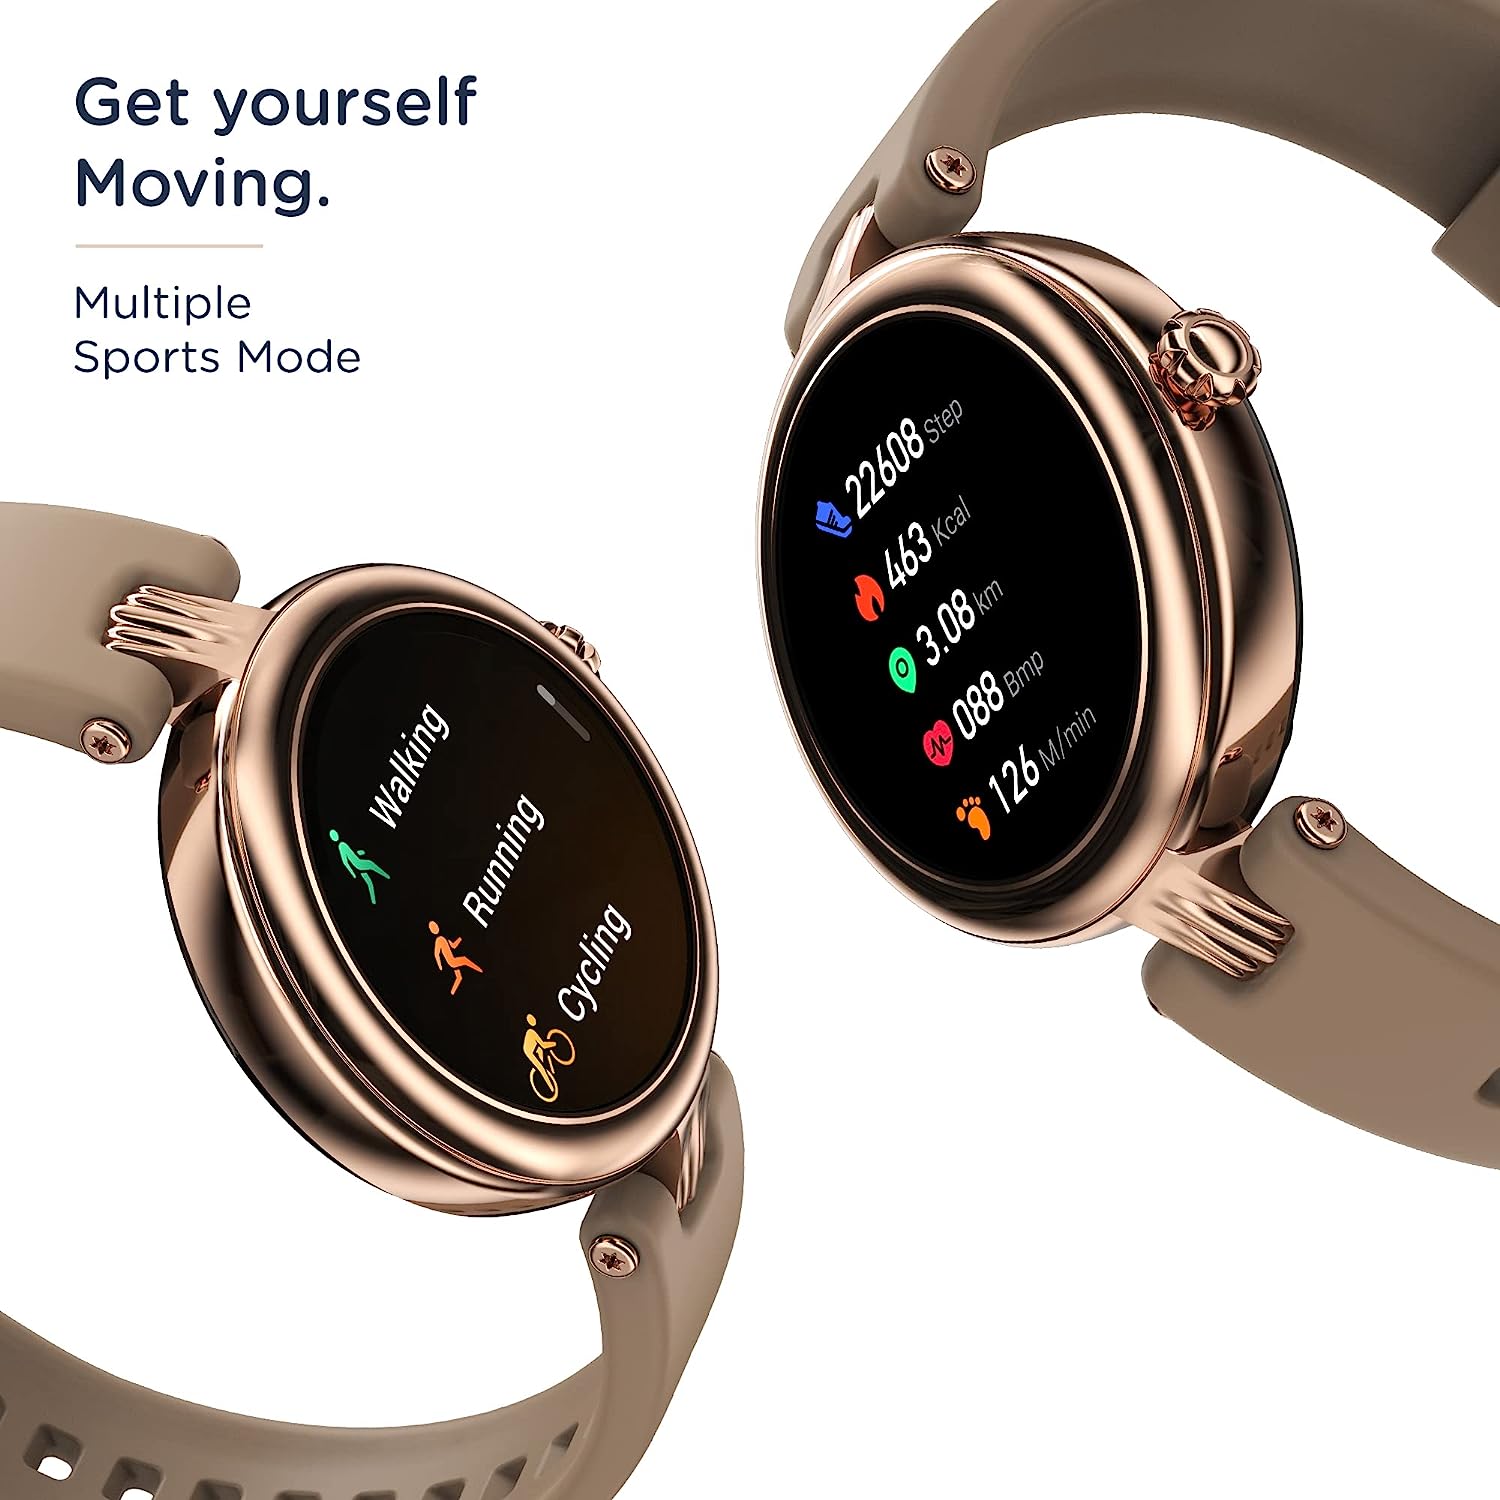 Get yourself
Moving.
Multiple
Sports Mode
22608 Step
463 Kcal
3.08 km
088 Bmp
126 M/min
Walking
Running
Cycling